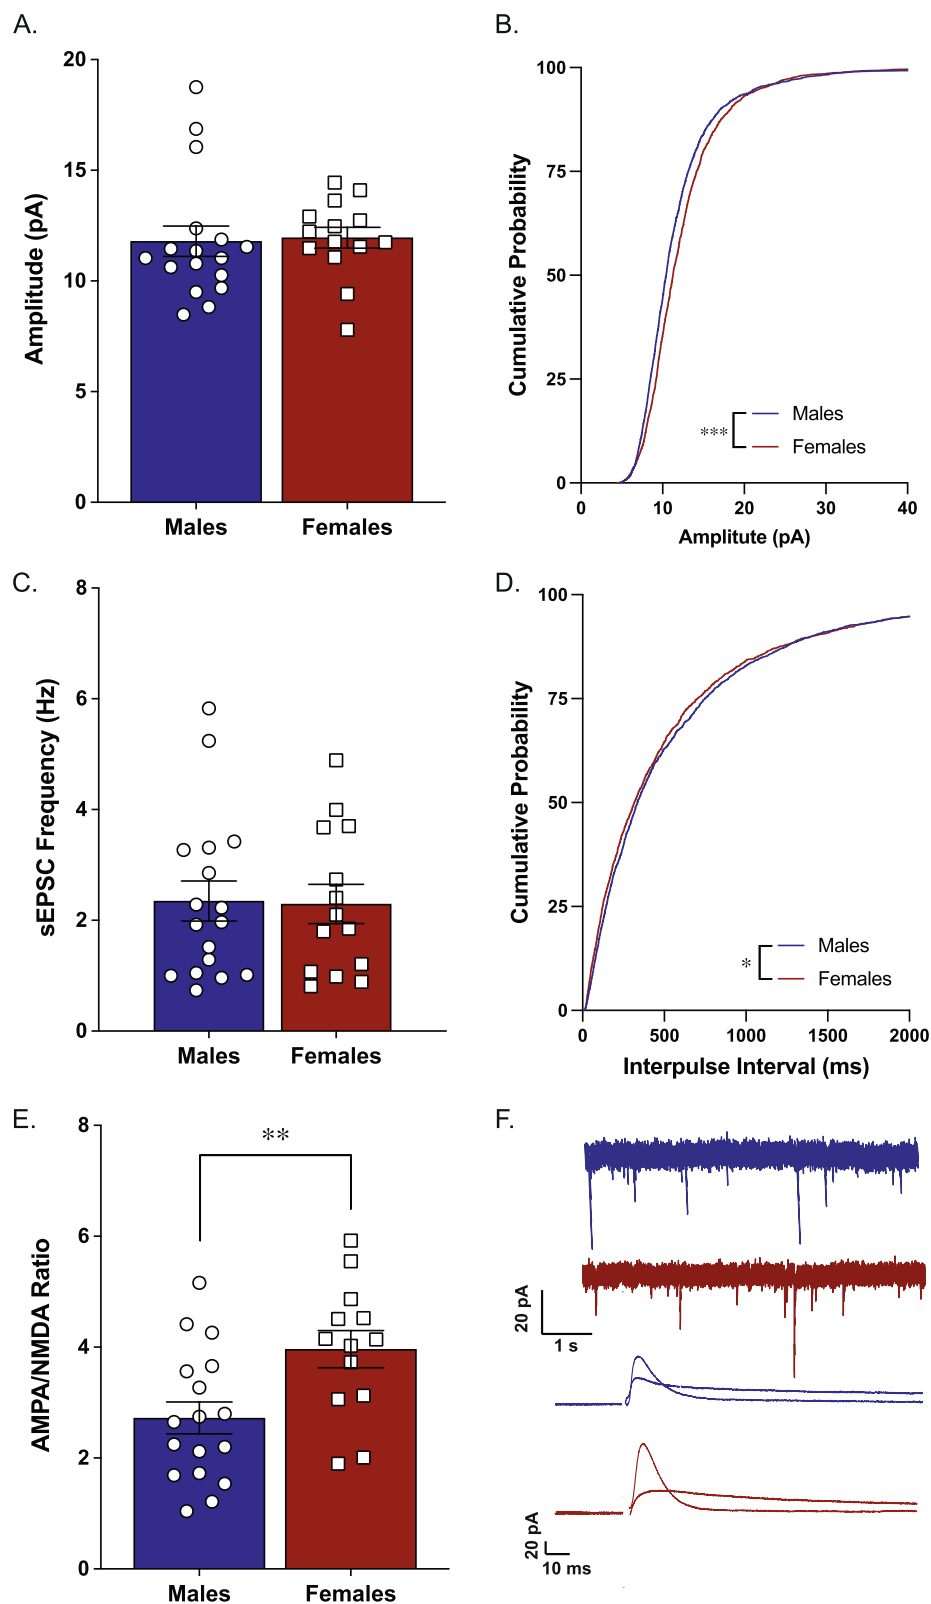 A.
20
15
10
5
0
Amplitude (pA)
Males
Females
B.
100
75
50
25
0
Cumulative Probability
***
Males
Females
0
10
20
30
40
Amplitute (pA)
C.
8
6
4
2
0
sEPSC Frequency (Hz)
Males
Females
D.
100
75
50
25
0
Cumulative Probability
*
Males
Females
0
500
1000
1500
2000
Interpulse Interval (ms)
E.
8
6
4
2
0
AMPA/NMDA Ratio
**
Males
Females
F.
20 pA
1 s
20 pA
10 ms